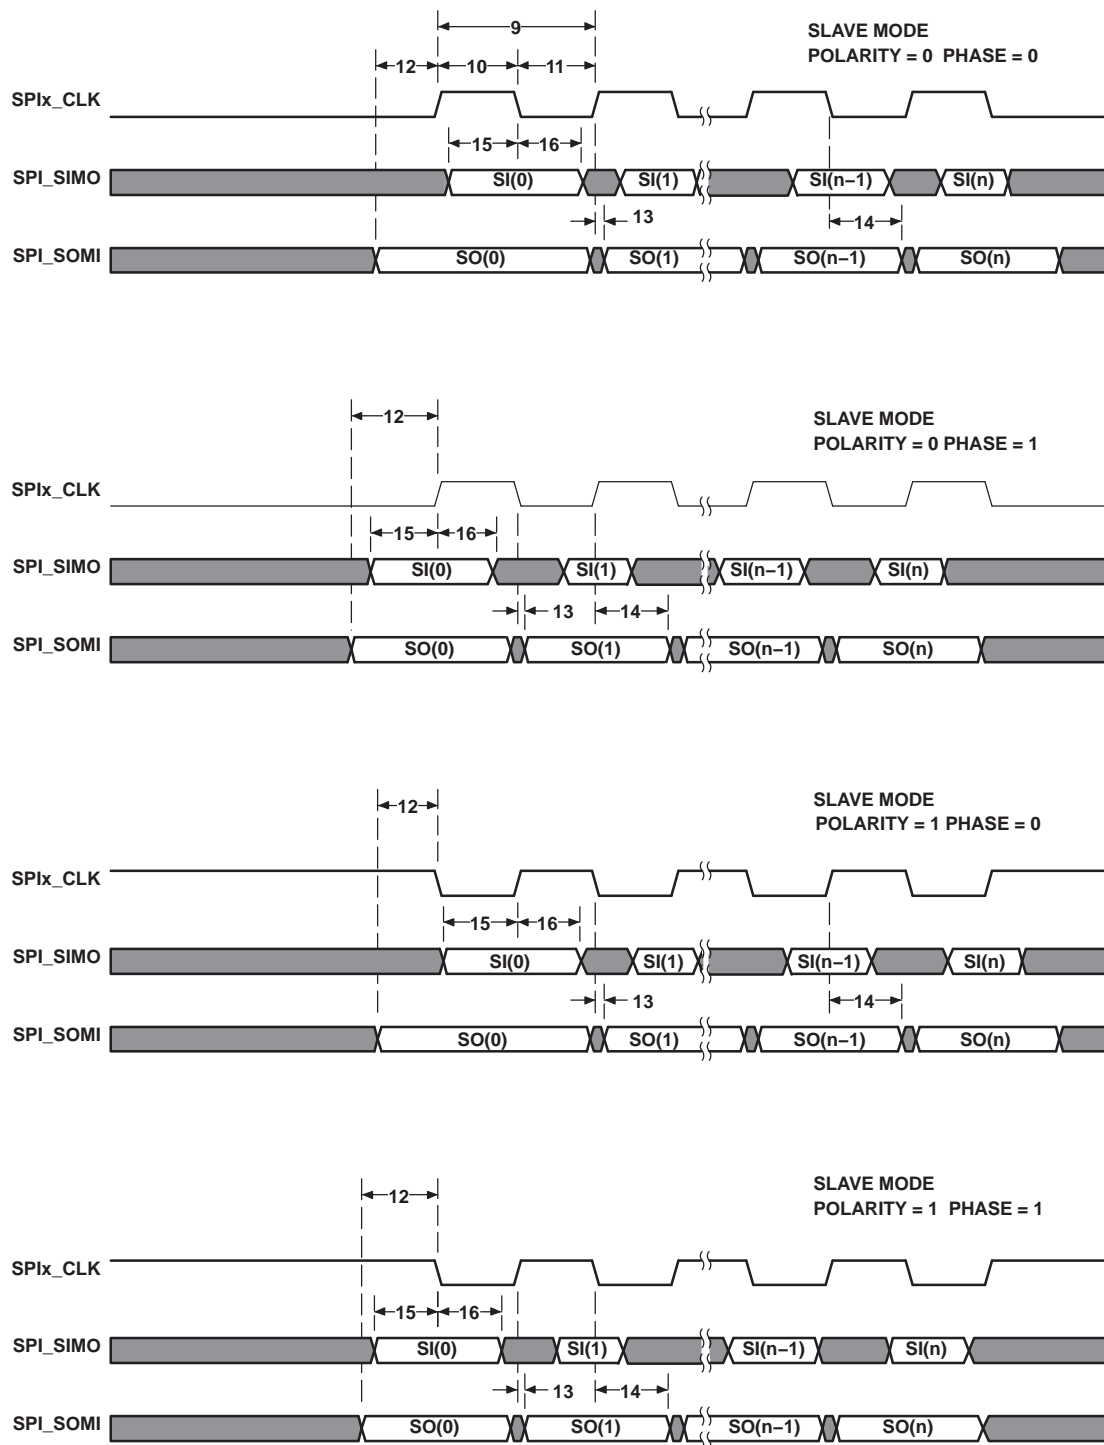 9
SLAVE MODE
POLARITY = 0 PHASE = 0
12 10 11
SPIx_CLK
15 16
SPI_SIMO SI(0) SI(1) SI(n−1) SI(n)
13 14
SPI_SOMI SO(0) SO(1) SO(n−1) SO(n)
12
SLAVE MODE
POLARITY = 0 PHASE = 1
SPIx_CLK
15 16
SPI_SIMO SI(0) SI(1) SI(n−1) SI(n)
13 14
SPI_SOMI SO(0) SO(1) SO(n−1) SO(n)
12
SLAVE MODE
POLARITY = 1 PHASE = 0
SPIx_CLK
15 16
SPI_SIMO SI(0) SI(1) SI(n−1) SI(n)
13 14
SPI_SOMI SO(0) SO(1) SO(n−1) SO(n)
12
SLAVE MODE
POLARITY = 1 PHASE = 1
SPIx_CLK
15 16
SPI_SIMO SI(0) SI(1) SI(n−1) SI(n)
13 14
SPI_SOMI SO(0) SO(1) SO(n−1) SO(n)